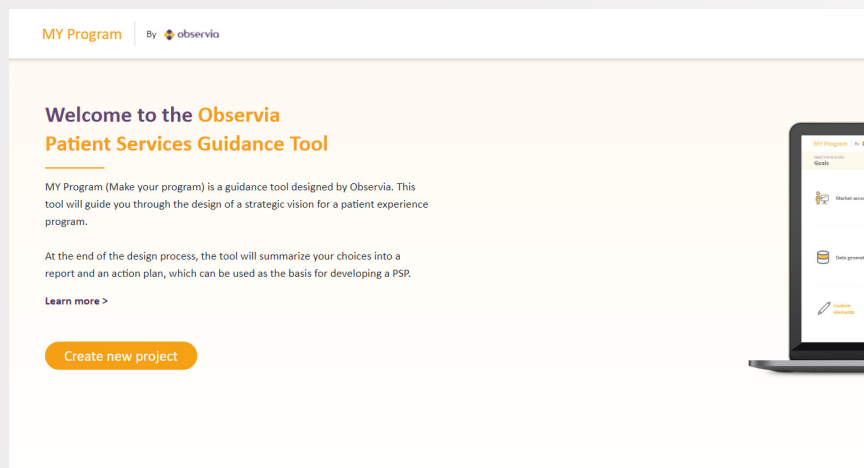 MY Program By observia
Welcome to the Observia
Patient Services Guidance Tool
MY Program (Make your program) is a guidance tool designed by Observia. This
tool will guide you through the design of a strategic vision for a patient experience
program.
At the end of the design process, the tool will summarize your choices into a
report and an action plan, which can be used as the basis for developing a PSP.
Learn more >
Create new project
MY Program By
Goals
Market acce
Data generat
Custom
elements